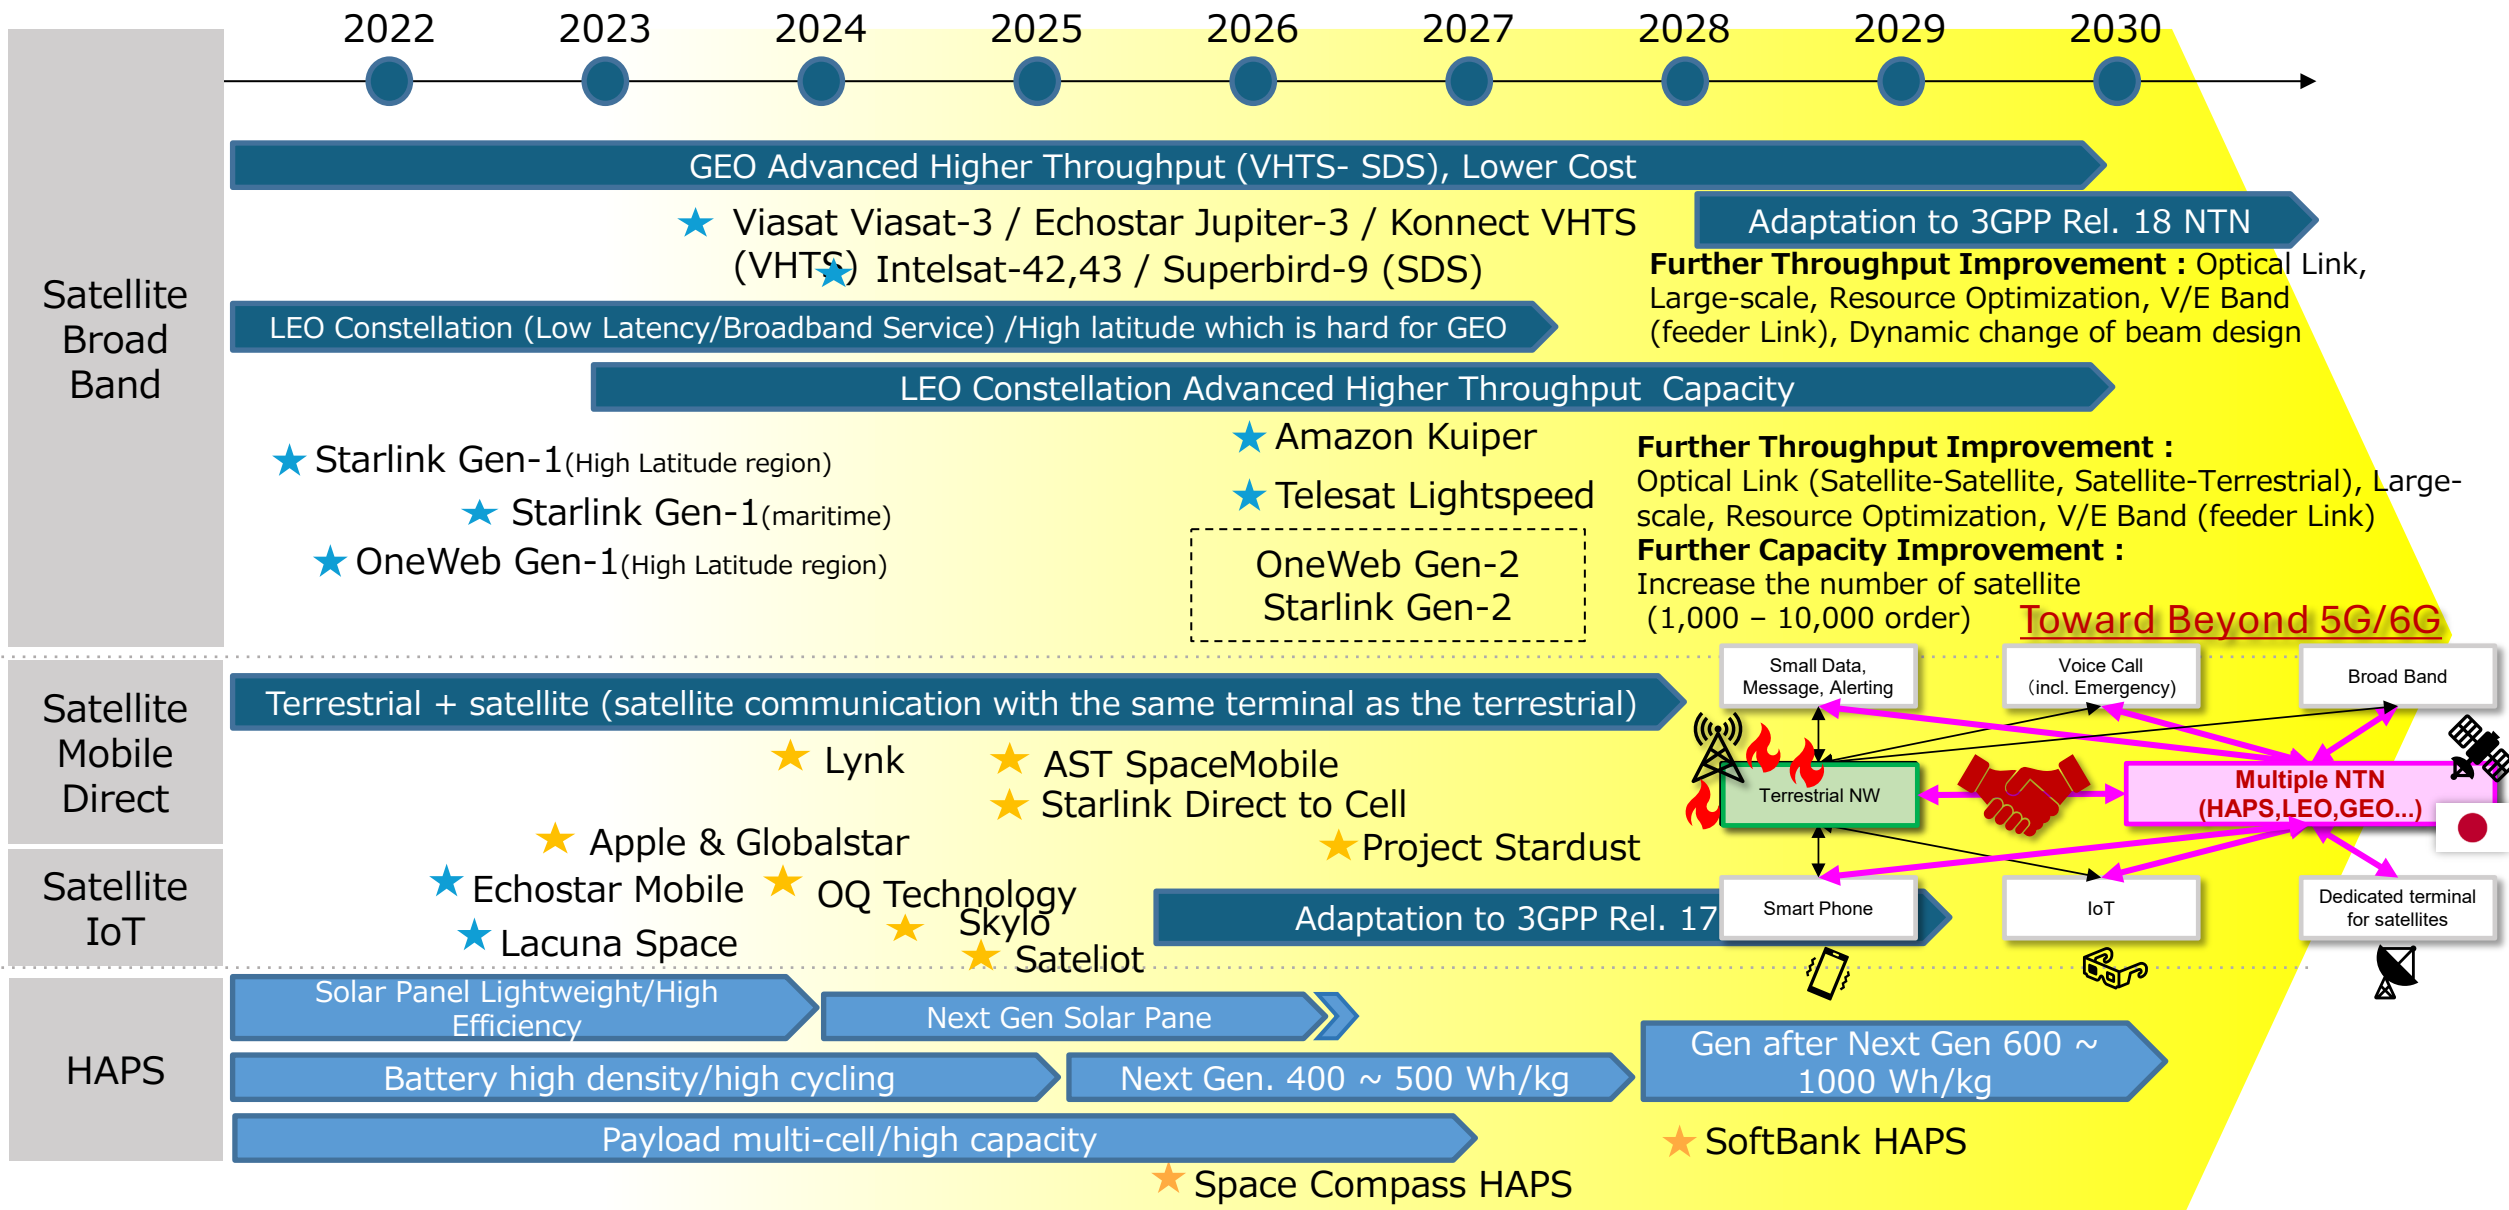 2022 2023 2024 2025 2026 2027 2028 2029 2030
Satellite
Broad
Band
GEO Advanced Higher Throughput (VHTS- SDS), Lower Cost
Viasat Viasat-3 / Echostar Jupiter-3 / Konnect VHTS
(VHTS)
Intelsat-42,43 / Superbird-9 (SDS)
Adaptation to 3GPP Rel. 18 NTN
Further Throughput Improvement : Optical Link,
Large-scale, Resource Optimization, V/E Band
(feeder Link), Dynamic change of beam design
LEO Constellation (Low Latency/Broadband Service) /High latitude which is hard for GEO
LEO Constellation Advanced Higher Throughput Capacity
Starlink Gen-1(High Latitude region)
Starlink Gen-1(maritime)
OneWeb Gen-1(High Latitude region)
Amazon Kuiper
Telesat Lightspeed
OneWeb Gen-2
Starlink Gen-2
Further Throughput Improvement :
Optical Link (Satellite-Satellite, Satellite-Terrestrial), Large-
scale, Resource Optimization, V/E Band (feeder Link)
Further Capacity Improvement :
Increase the number of satellite
(1,000 – 10,000 order)
Toward Beyond 5G/6G
Satellite
Mobile
Direct
Terrestrial + satellite (satellite communication with the same terminal as the terrestrial)
Lynk
AST SpaceMobile
Starlink Direct to Cell
Apple & Globalstar
Project Stardust
Small Data,
Message, Alerting
Voice Call
(incl. Emergency)
Broad Band
Terrestrial NW
Multiple NTN
(HAPS,LEO,GEO...)
Smart Phone
IoT
Dedicated terminal
for satellites
Satellite
IoT
Echostar Mobile
OQ Technology
Skylo
Lacuna Space
Sateliot
Adaptation to 3GPP Rel. 17
HAPS
Solar Panel Lightweight/High
Efficiency
Next Gen Solar Pane
Battery high density/high cycling
Next Gen. 400 ~ 500 Wh/kg
Gen after Next Gen 600 ~
1000 Wh/kg
Payload multi-cell/high capacity
SoftBank HAPS
Space Compass HAPS